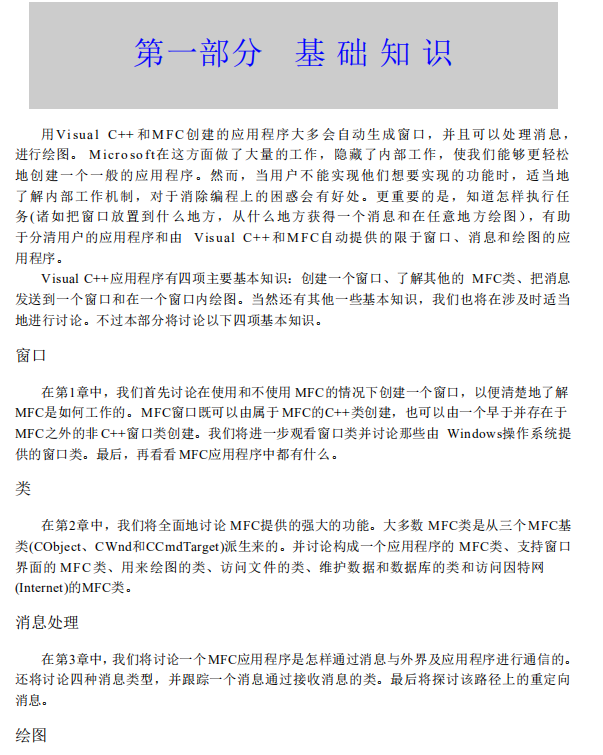 第一部分 基础知识
用Visual C++和MFC创建的应用程序大多会自动生成窗口，并且可以处理消息，
进行绘图。Microsoft在这方面做了大量的工作，隐藏了内部工作，使我们能够更轻松
地创建一个一般的应用程序。然而，当用户不能实现他们想要实现的功能时，适当地
了解内部工作机制，对于消除编程上的困惑会有好处。更重要的是，知道怎样执行任
务(诸如把窗口放置到什么地方，从什么地方获得一个消息和在任意地方绘图)，有助
于分清用户的应用程序和由 Visual C++和MFC自动提供的限于窗口、消息和绘图的应
用程序。
Visual C++应用程序有四项主要基本知识：创建一个窗口、了解其他的 MFC类、把消息
发送到一个窗口和在一个窗口内绘图。当然还有其他一些基本知识，我们也将在涉及时适当
地进行讨论。不过本部分将讨论以下四项基本知识。
窗口
在第1章中，我们首先讨论在使用和不使用 MFC的情况下创建一个窗口，以便清楚地了解
MFC是如何工作的。MFC窗口既可以由属于MFC的C++类创建，也可以由一个早于并存在于
MFC之外的非C++窗口类创建。我们将进一步观看窗口类并讨论那些由 Windows操作系统提
供的窗口类。最后，再看看MFC应用程序中都有什么。
类
在第2章中，我们将全面地讨论 MFC提供的强大的功能。大多数 MFC类是从三个MFC基
类(CObject、CWnd和CCmdTarget)派生来的。并讨论构成一个应用程序的 MFC类、支持窗口
界面的MFC类、用来绘图的类、访问文件的类、维护数据和数据库的类和访问因特网
(Internet)的MFC类。
消息处理
在第3章中，我们将讨论一个MFC应用程序是怎样通过消息与外界及应用程序进行通信的。
还将讨论四种消息类型，并跟踪一个消息通过接收消息的类。最后将探讨该路径上的重定向
消息。
绘图